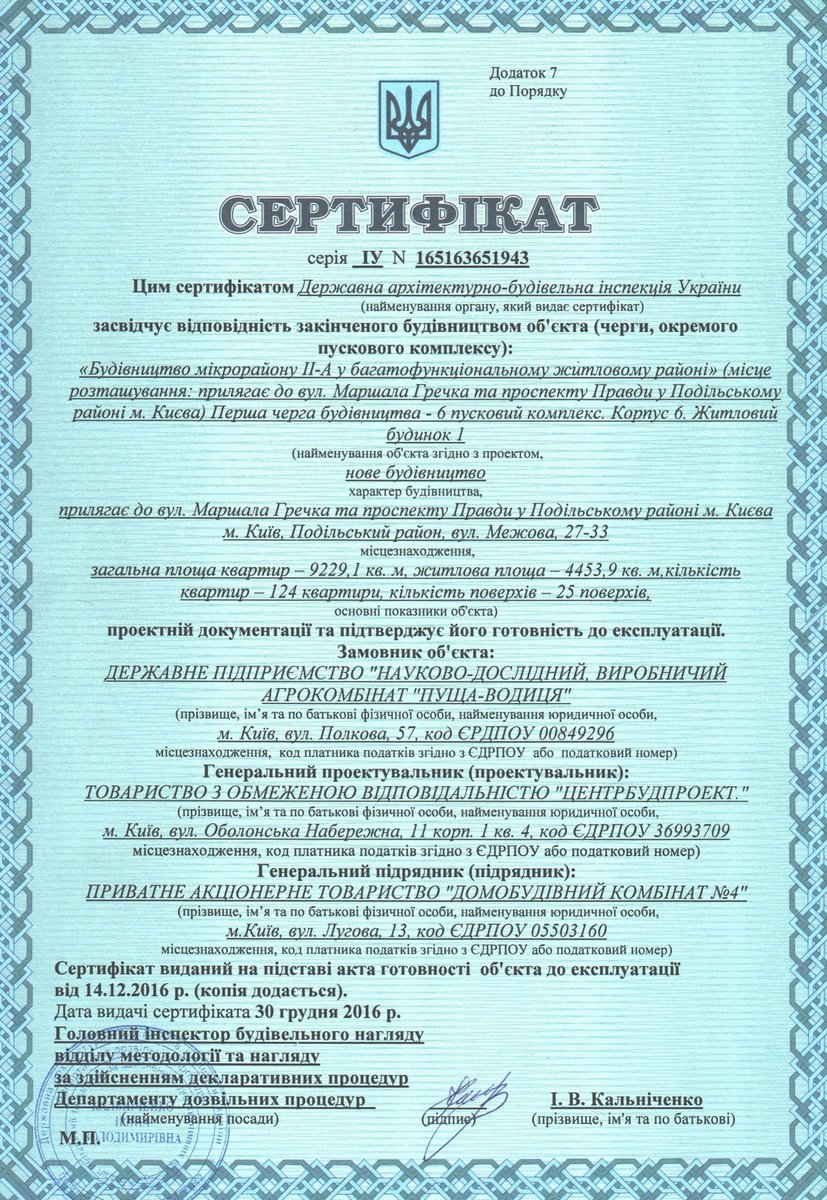 Додаток 7
до Порядку
СЕРТИФІКАТ
серія ІУ N 165163651943
Цим сертифікатом Державна архітектурно-будівельна інспекція України
(найменування органу, який видає сертифікат)
засвідчує відповідність закінченого будівництвом об'єкта (черги, окремого
пускового комплексу):
«Будівництво мікрорайону ІІ-А у багатофункціональному житловому районі» (місце
розташування: прилягає до вул. Маршала Гречка та проспекту Правди у Подільському
районі м. Києва) Перша черга будівництва - 6 пусковий комплекс. Корпус 6. Житловий
будинок 1
(найменування об'єкта згідно з проектом,
нове будівництво
характер будівництва,
прилягає до вул. Маршала Гречка та проспекту Правди у Подільському районі м. Києва
м. Київ, Подільський район, вул. Межова, 27-33
місцезнаходження,
загальна площа квартир – 9229,1 кв. м, житлова площа – 4453,9 кв. м,кількість
квартир – 124 квартири, кількість поверхів – 25 поверхів,
основні показники об'єкта)
проектній документації та підтверджує його готовність до експлуатації.
Замовник об'єкта:
ДЕРЖАВНЕ ПІДПРИЄМСТВО "НАУКОВО-ДОСЛІДНИЙ, ВИРОБНИЧИЙ
АГРОКОМБІНАТ "ПУЩА-ВОДИЦЯ"
(прізвище, ім’я та по батькові фізичної особи, найменування юридичної особи,
м. Київ, вул. Полкова, 57, код ЄРДПОУ 00849296
місцезнаходження, код платника податків згідно з ЄДРПОУ або податковий номер)
Генеральний проектувальник (проектувальник):
ТОВАРИСТВО З ОБМЕЖЕНОЮ ВІДПОВІДАЛЬНІСТЮ "ЦЕНТРБУДПРОЕКТ."
(прізвище, ім’я та по батькові фізичної особи, найменування юридичної особи,
м. Київ, вул. Оболонська Набережна, 11 корп. 1 кв. 4, код ЄДРПОУ 36993709
місцезнаходження, код платника податків згідно з ЄДРПОУ або податковий номер)
Генеральний підрядник (підрядник):
ПРИВАТНЕ АКЦІОНЕРНЕ ТОВАРИСТВО "ДОМОБУДІВНИЙ КОМБІНАТ №4"
(прізвище, ім’я та по батькові фізичної особи, найменування юридичної особи,
м.Київ, вул. Лугова, 13, код ЄДРПОУ 05503160
місцезнаходження, код платника податків згідно з ЄДРПОУ або податковий номер)
Сертифікат виданий на підставі акта готовності об'єкта до експлуатації
від 14.12.2016 р. (копія додається).
Дата видачі сертифіката 30 грудня 2016 р.
Головний інспектор будівельного нагляду
відділу методології та нагляду
за здійсненням декларативних процедур
Департаменту дозвільних процедур І. В. Кальніченко
(найменування посади) (підпис) (прізвище, ім'я та по батькові)
М.П.